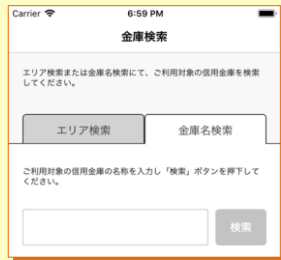 Carrier 6:59 PM
金庫検索
エリア検索または金庫名検索にて、ご利用対象の信用金庫を検索
してください。
エリア検索 金庫名検索
ご利用対象の信用金庫の名称を入力し「検索」ボタンを押下して
ください。
検索